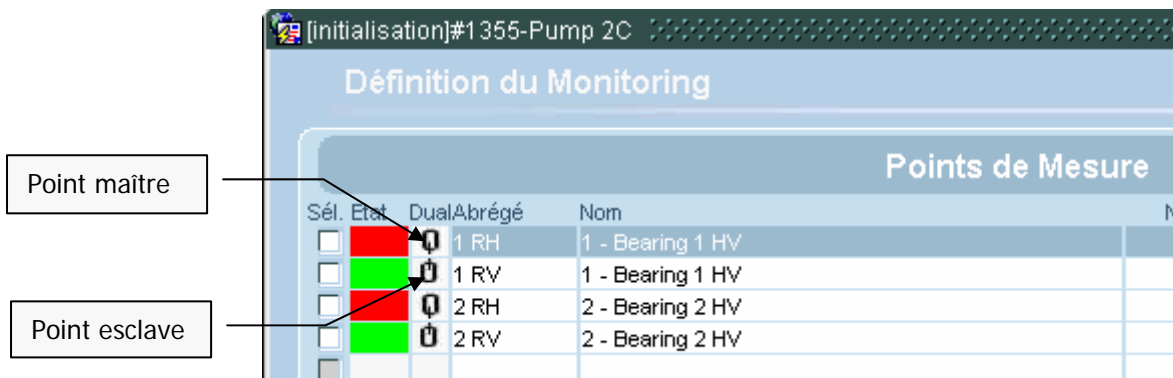 [initialisation]#1355-Pump 2C
Définition du Monitoring
Points de Mesure
Point maître
Sél. Etat DualAbrégé Nom N
1 RH 1 - Bearing 1 HV
1 RV 1 - Bearing 1 HV
2 RH 2 - Bearing 2 HV
2 RV 2 - Bearing 2 HV
Point esclave